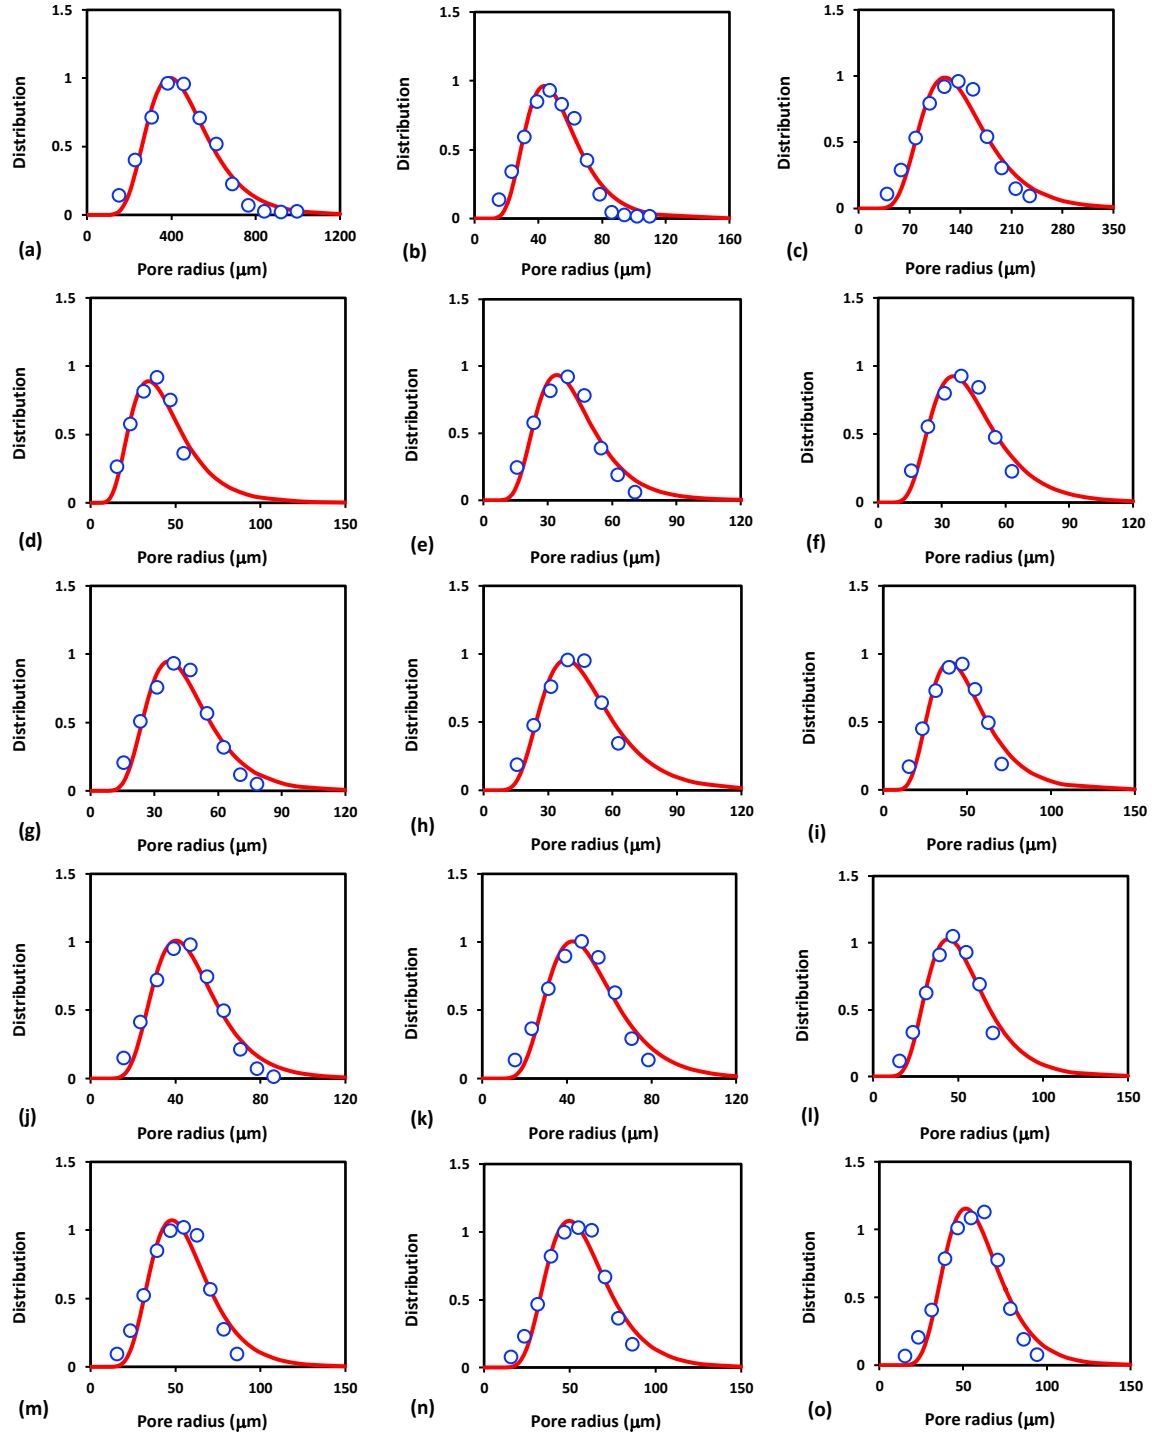 1.5 1.5 1.5
Distribution Distribution Distribution
1 1 1
0.5 0.5 0.5
0 0 0
0 400 800 1200 0 40 80 120 160 0 70 140 210 280 350
(a) (b) (c)
Pore radius (μm) Pore radius (μm) Pore radius (μm)
1.5 1.5 1.5
Distribution Distribution Distribution
1 1 1
0.5 0.5 0.5
0 0 0
0 50 100 150 0 30 60 90 120 0 30 60 90 120
(d) (e) (f)
Pore radius (μm) Pore radius (μm) Pore radius (μm)
1.5 1.5 1.5
Distribution Distribution Distribution
1 1 1
0.5 0.5 0.5
0 0 0
0 30 60 90 120 0 30 60 90 120 0 50 100 150
(g) (h) (i)
Pore radius (μm) Pore radius (μm) Pore radius (μm)
1.5 1.5 1.5
Distribution Distribution Distribution
1 1 1
0.5 0.5 0.5
0 0 0
0 40 80 120 0 40 80 120 0 50 100 150
(j) (k) (l)
Pore radius (μm) Pore radius (μm) Pore radius (μm)
1.5 1.5 1.5
Distribution Distribution Distribution
1 1 1
0.5 0.5 0.5
0 0 0
0 50 100 150 0 50 100 150 0 50 100 150
(m) (n) (o)
Pore radius (μm) Pore radius (μm) Pore radius (μm)